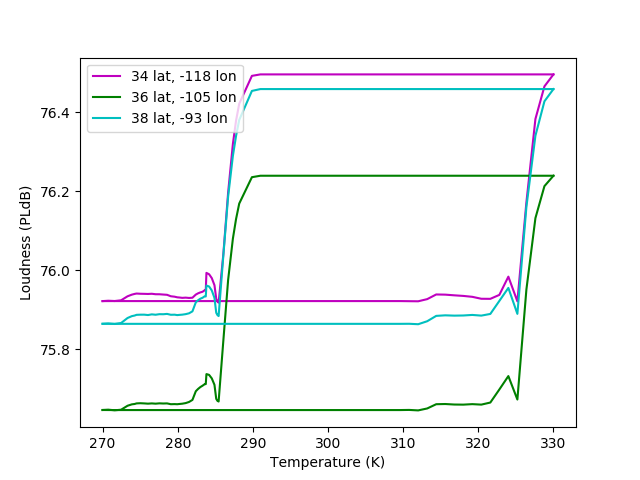 34 lat, -118 lon
36 lat, -105 lon
38 lat, -93 lon
76.4
76.2
76.0
75.8
Loudness (PLdB)
270 280 290 300 310 320 330
Temperature (K)